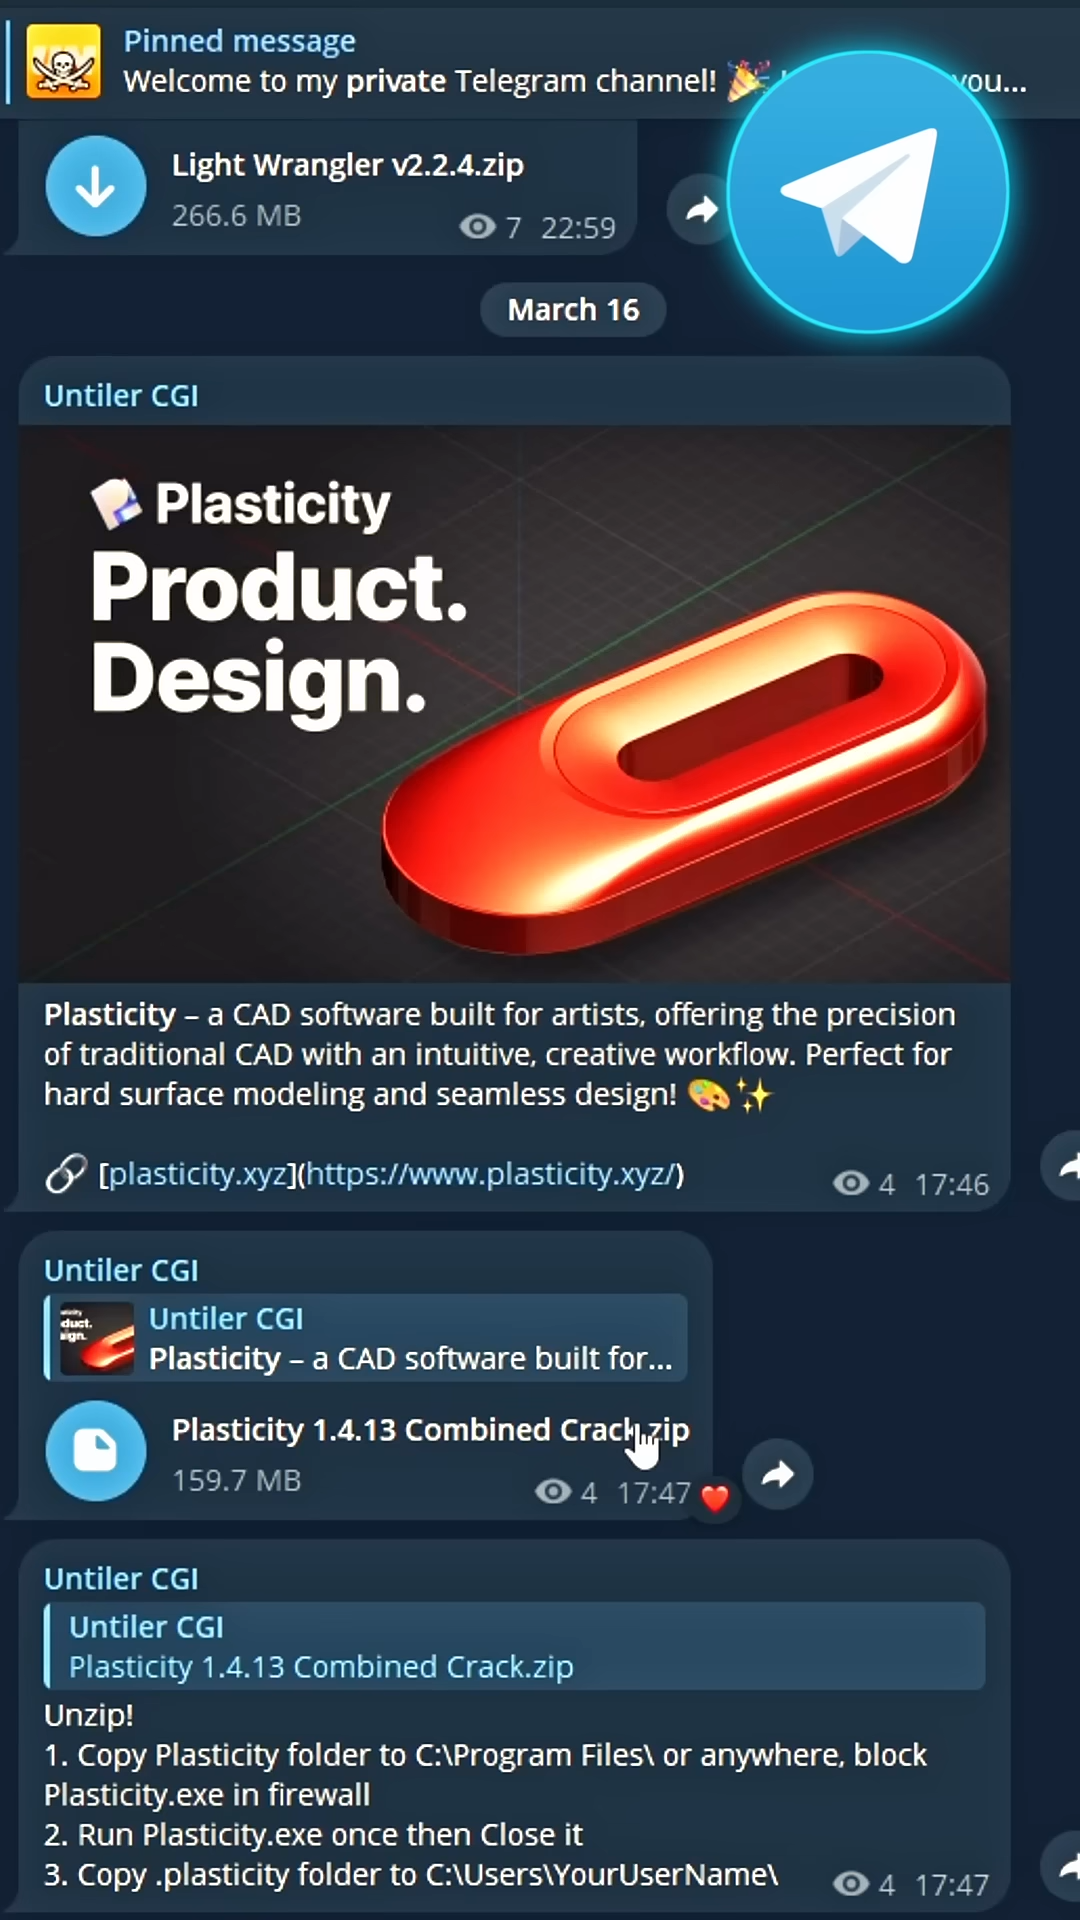 Pinned message
Welcome to my private Telegram channel! 🎉 you...
Light Wrangler v2.2.4.zip
266.6 MB
7 22:59
March 16
Untiler CGI
Plasticity
Product.
Design.
Plasticity – a CAD software built for artists, offering the precision
of traditional CAD with an intuitive, creative workflow. Perfect for
hard surface modeling and seamless design! 🎨✨
🔗 [plasticity.xyz](https://www.plasticity.xyz/)
4 17:46
Untiler CGI
duct.
sign.
Untiler CGI
Plasticity – a CAD software built for...
Plasticity 1.4.13 Combined Crack.zip
159.7 MB
4 17:47 ❤️
Untiler CGI
Untiler CGI
Plasticity 1.4.13 Combined Crack.zip
Unzip!
1. Copy Plasticity folder to C:\Program Files\ or anywhere, block
Plasticity.exe in firewall
2. Run Plasticity.exe once then Close it
3. Copy .plasticity folder to C:\Users\YourUserName\
4 17:47